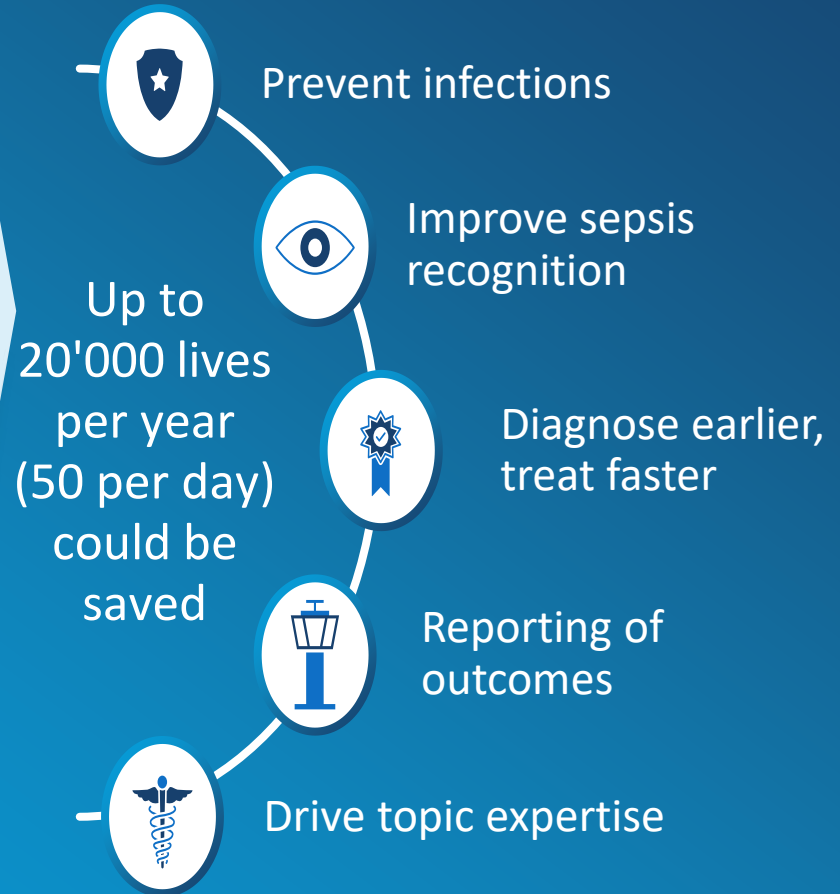 Prevent infections
Improve sepsis
recognition
Up to
20'000 lives
per year
(50 per day)
could be
saved
Diagnose earlier,
treat faster
Reporting of
outcomes
Drive topic expertise